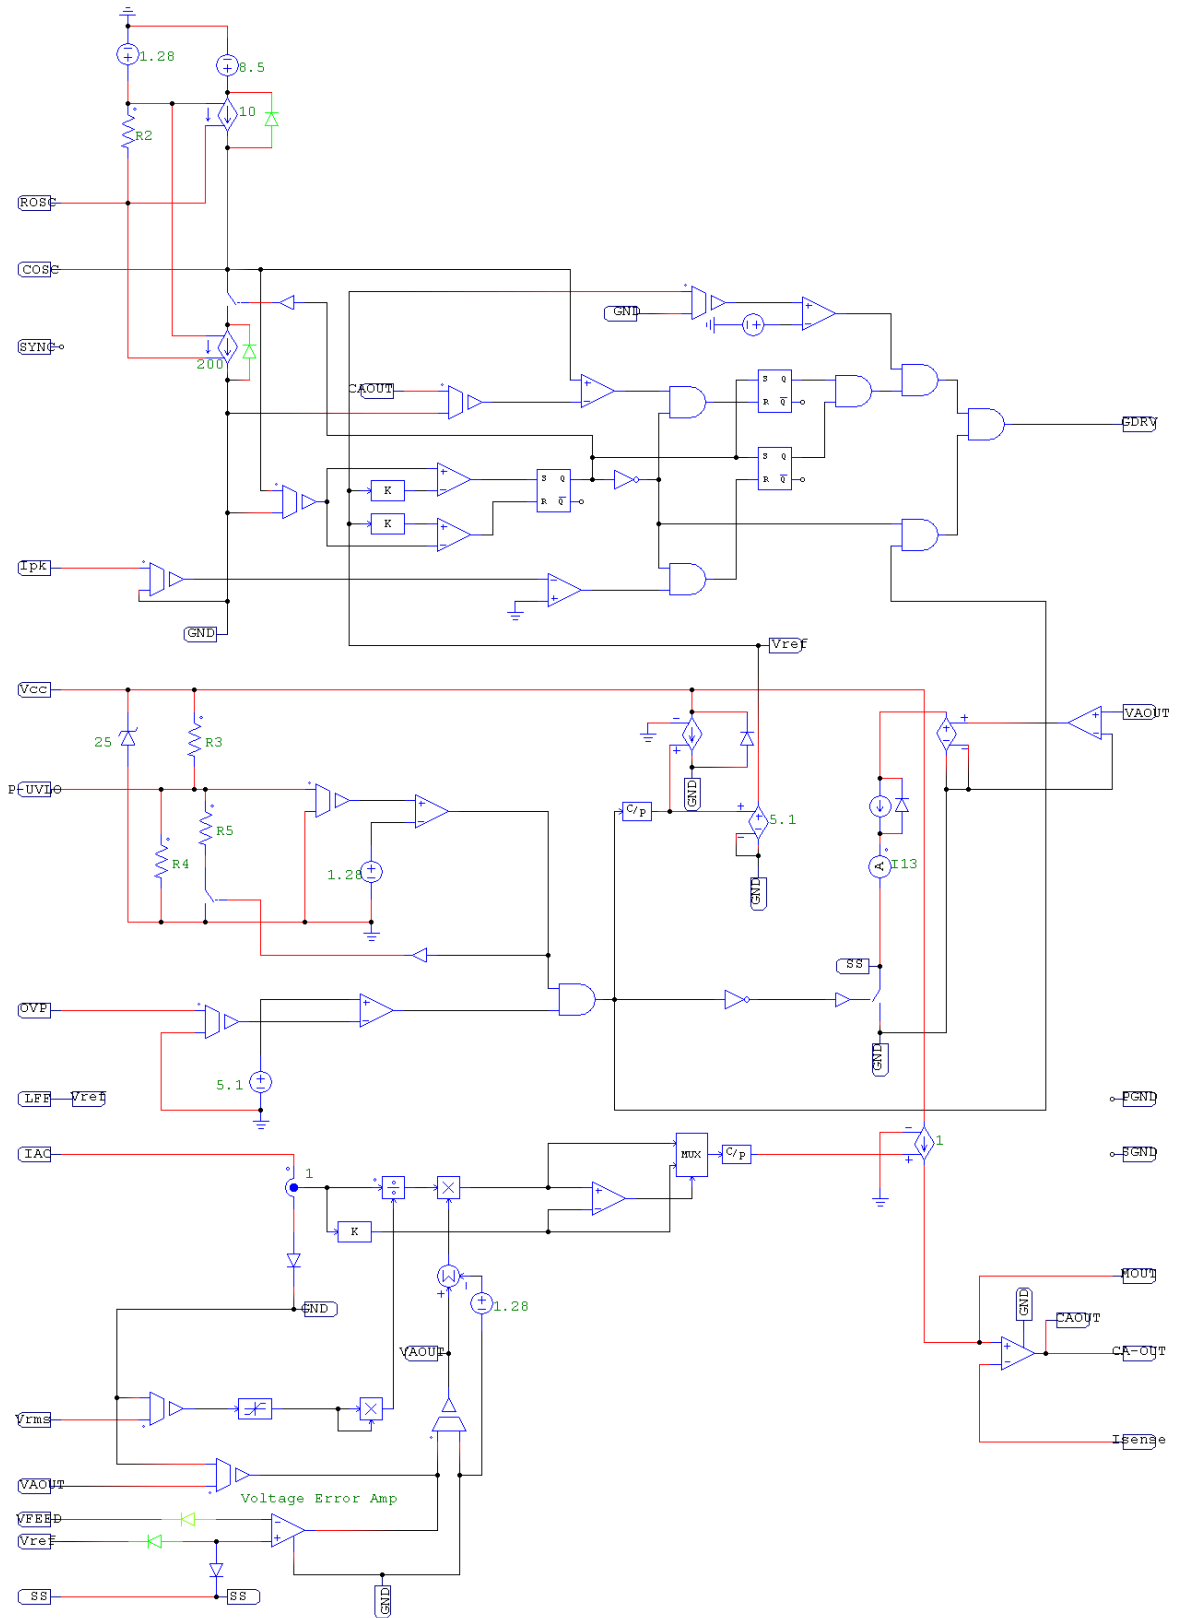 1.28
8.5
10
R2
ROSC
COSC
GND
SYNC
200
CAOUT
S Q
R Q
GDRV
S Q
R Q
K
S Q
R Q
K
Ipk
GND
Vref
Vcc
VAOUT
25
R3
P-UVLO
C/p
GND
5.1
R5
R4
1.28
A
I13
GND
SS
OVP
GND
5.1
LFF
Vref
PGND
IAC
1
MUX
C/p
1
SGND
K
MOUT
GND
1.28
GND
CAOUT
VAOUT
CA-OUT
Vrms
Isense
VAOUT
Voltage Error Amp
VFEED
Vref
SS
SS
GND